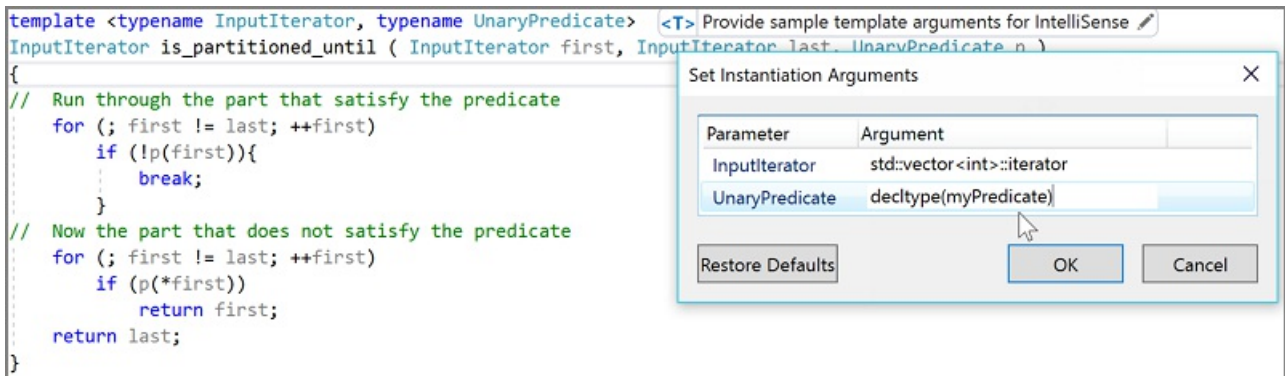 template <typename InputIterator, typename UnaryPredicate> <T> Provide sample template arguments for IntelliSense
InputIterator is_partitioned_until ( InputIterator first, InputIterator last, UnaryPredicate p )
{
// Run through the part that satisfy the predicate
for (; first != last; ++first)
if (!p(first)){
break;
}
// Now the part that does not satisfy the predicate
for (; first != last; ++first)
if (p(*first))
return first;
return last;
}
Set Instantiation Arguments
Parameter Argument
InputIterator std::vector<int>::iterator
UnaryPredicate decltype(myPredicate)
Restore Defaults OK Cancel